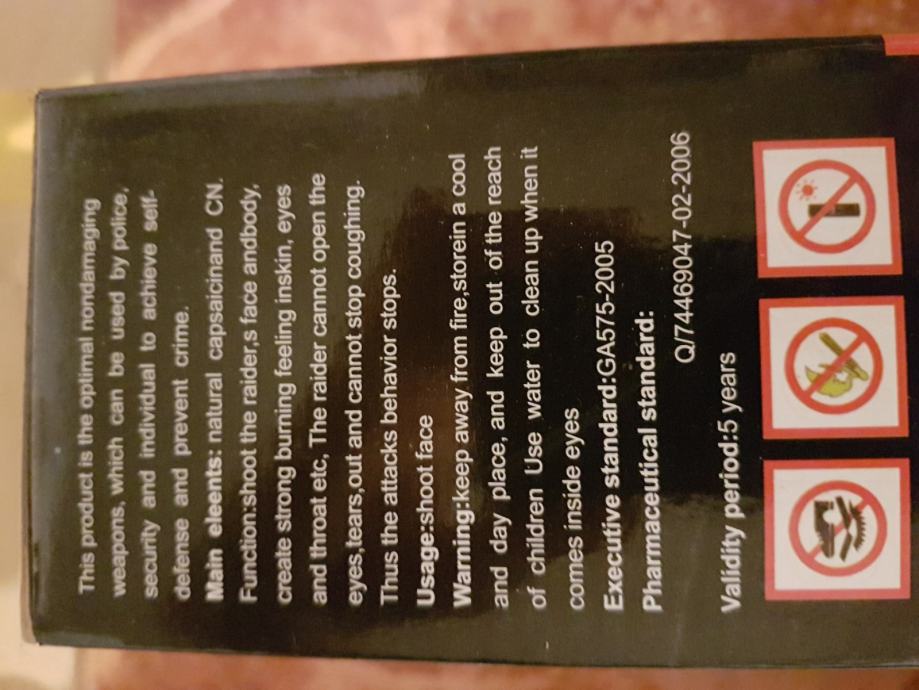 This product is the optimal nondamaging
weapons, which can be used by police,
security and individual to achieve self-
defense and prevent crime.
Main eleents: natural capsaicinand CN.
Function:shoot the raider,s face andbody,
create strong burning feeling inskin, eyes
and throat etc, The raider cannot open the
eyes,tears,out and cannot stop coughing.
Thus the attacks behavior stops.
Usage:shoot face
Warning:keep away from fire,storein a cool
and day place, and keep out of the reach
of children Use water to clean up when it
comes inside eyes
Executive standard:GA575-2005
Pharmaceutical standard:
Q/74469047-02-2006
Validity period:5 years